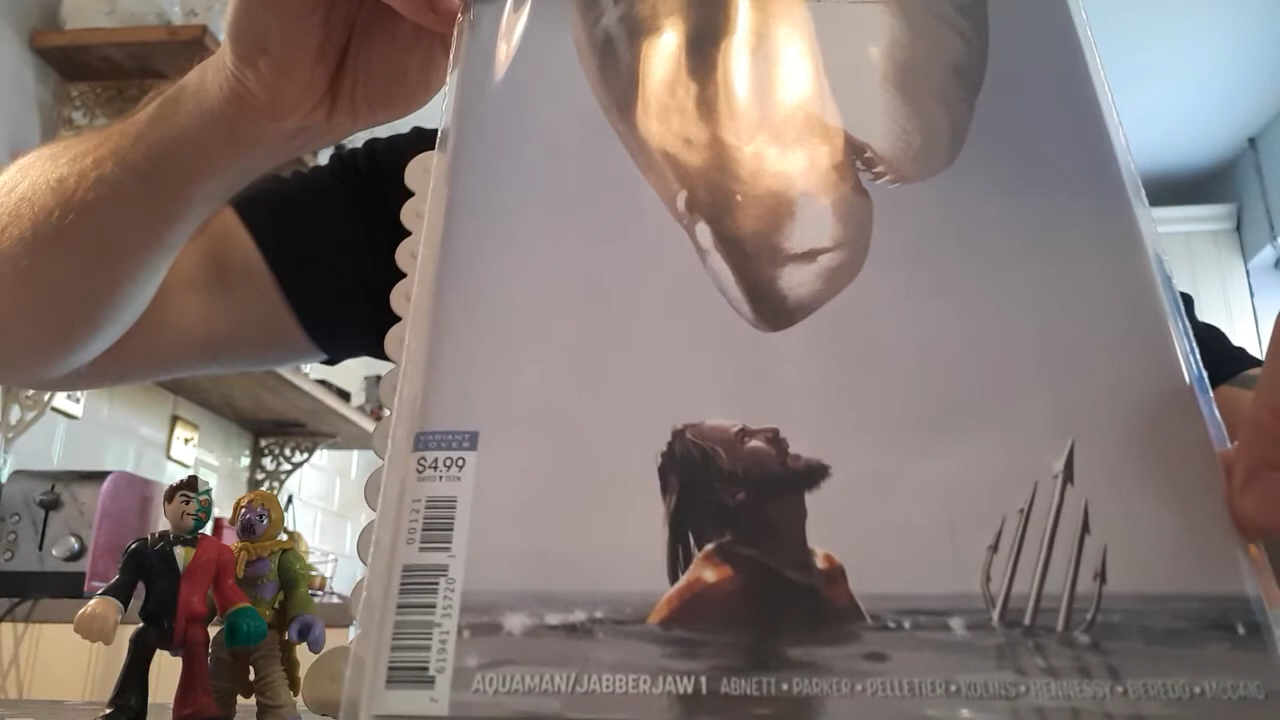 VARIANT
COVER
$4.99
RATED T TEEN
00121
7 61941 35720 1
AQUAMAN/JABBERJAW 1 ABNETT • PARKER • PELLETIER • KOLINS • HENNESSY • BEREDO • MCCAIG